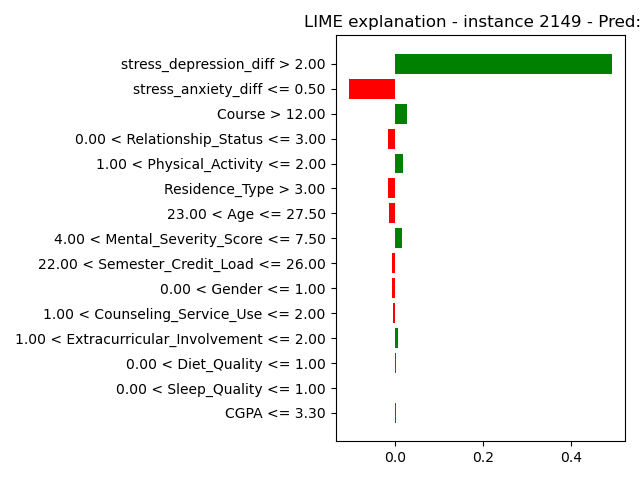 LIME explanation - instance 2149 - Pred:
stress_depression_diff > 2.00
stress_anxiety_diff <= 0.50
Course > 12.00
0.00 < Relationship_Status <= 3.00
1.00 < Physical_Activity <= 2.00
Residence_Type > 3.00
23.00 < Age <= 27.50
4.00 < Mental_Severity_Score <= 7.50
22.00 < Semester_Credit_Load <= 26.00
0.00 < Gender <= 1.00
1.00 < Counseling_Service_Use <= 2.00
1.00 < Extracurricular_Involvement <= 2.00
0.00 < Diet_Quality <= 1.00
0.00 < Sleep_Quality <= 1.00
CGPA <= 3.30
0.0 0.2 0.4